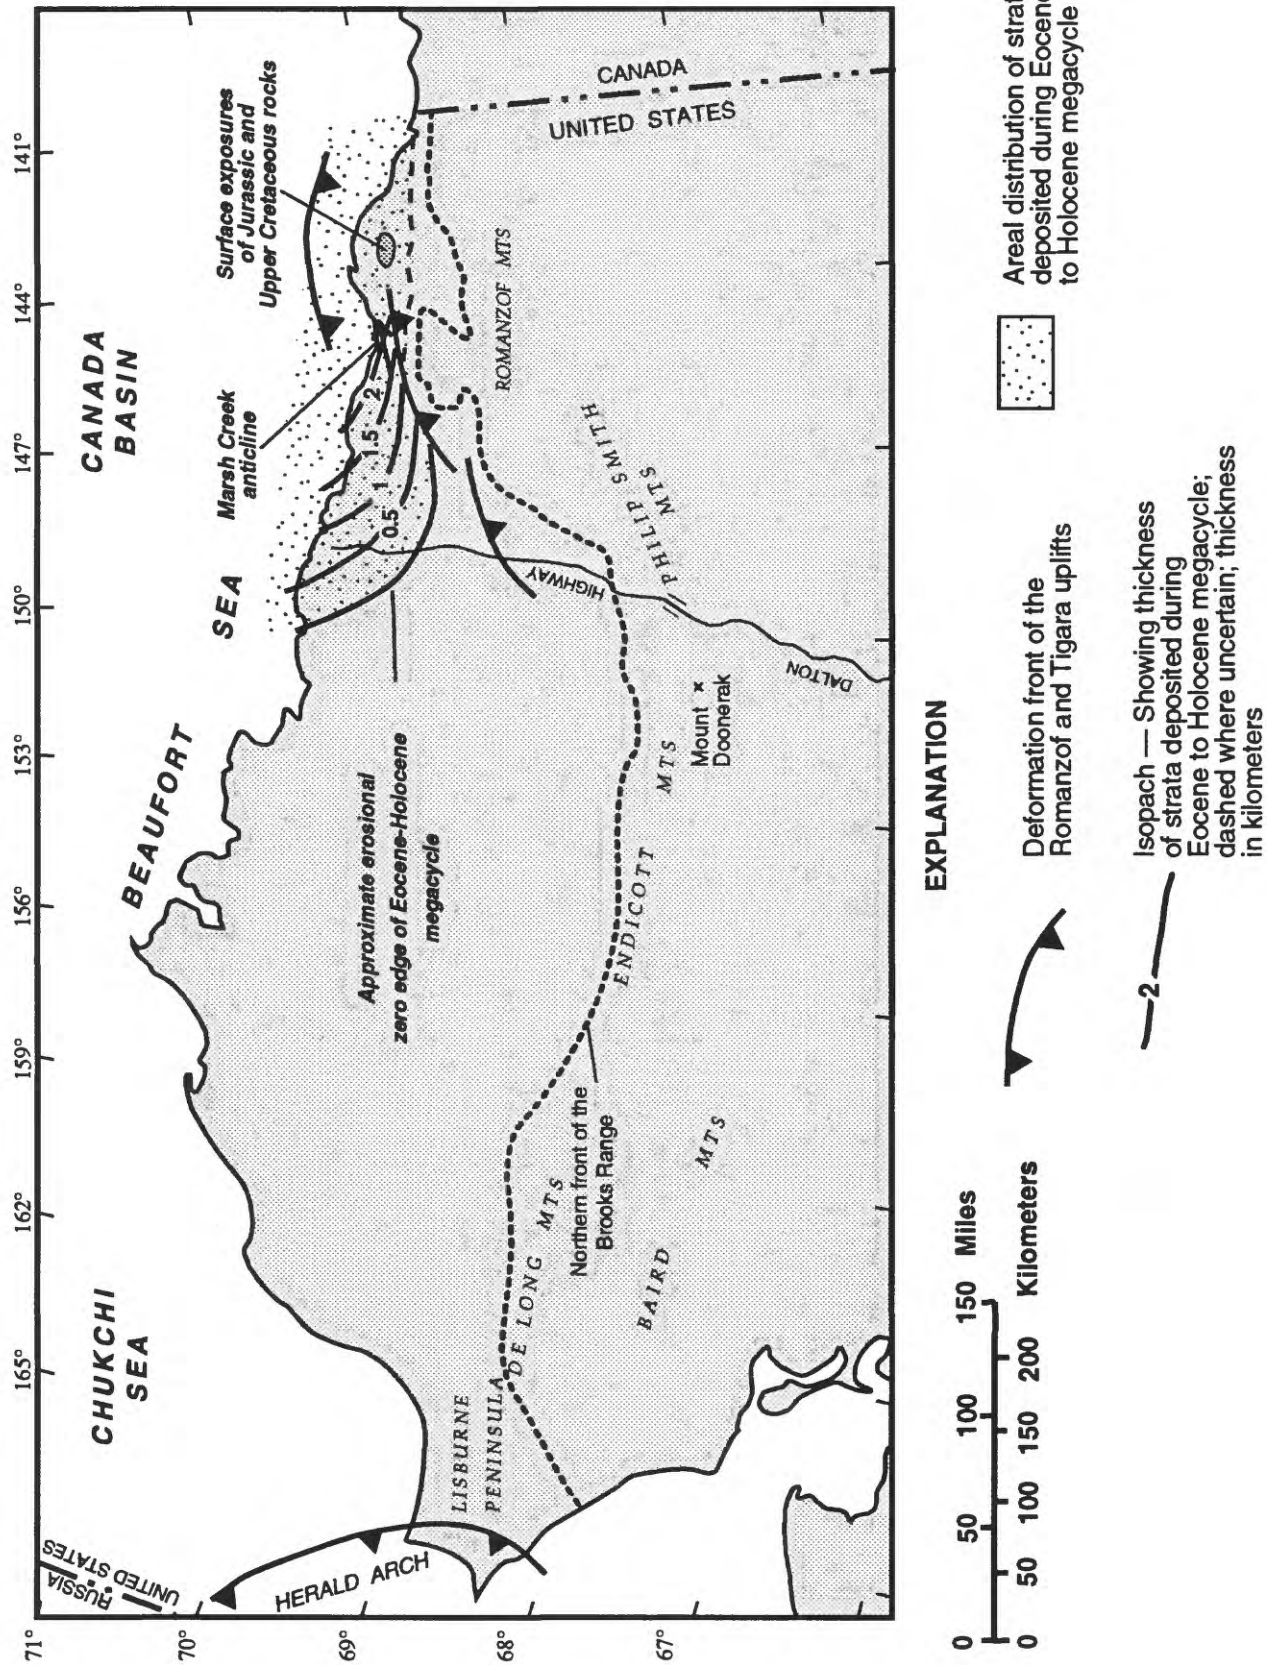 71°
70°
69°
68°
67°
165°
162°
159°
156°
153°
150°
147°
144°
141°
CHUKCHI
SEA
BEAUFORT
SEA
CANADA
BASIN
RUSSIA
UNITED STATES
HERALD ARCH
LISBURNE
PENINSULA
DE LONG MTS
Northern front of the
Brooks Range
BAIRD MTS
ENDICOTT MTS
Mount x
Doonerak
PHILIP SMITH
MTS
ROMANZOF MTS
DALTON
HIGHWAY
Approximate erosional
zero edge of Eocene-Holocene
megacycle
Marsh Creek
anticline
Surface exposures
of Jurassic and
Upper Cretaceous rocks
0.5
1
1.5
2
CANADA
UNITED STATES
0 50 100 150 Miles
0 50 100 150 200 Kilometers
EXPLANATION
Deformation front of the
Romanzof and Tigara uplifts
2
Isopach — Showing thickness
of strata deposited during
Eocene to Holocene megacycle;
dashed where uncertain; thickness
in kilometers
Areal distribution of
deposited during
to Holocene megacycle